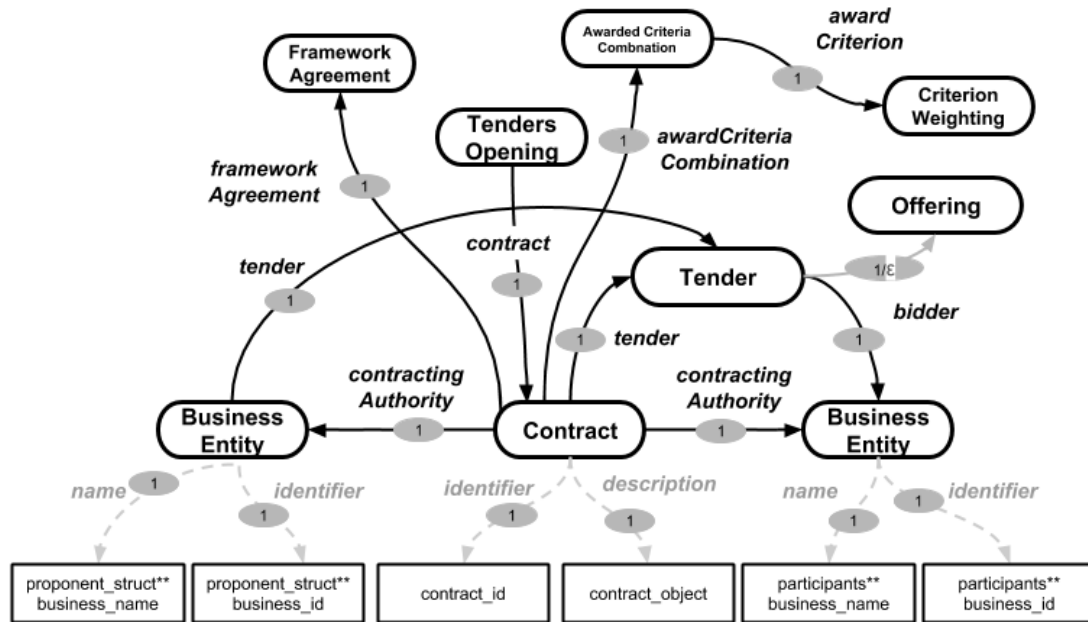 award
Criterion
Awarded Criteria
Combnation
Framework
Agreement
1
Criterion
Weighting
Tenders
Opening
1
awardCriteria
Combination
framework
Agreement
1
Offering
contract
tender
Tender
1/ε
1
1
bidder
1
tender
1
contracting
Authority
contracting
Authority
Business
Entity
1
Contract
1
Business
Entity
name
1
identifier
1
identifier
1
description
1
name
1
identifier
1
proponent_struct**
business_name
proponent_struct**
business_id
contract_id
contract_object
participants**
business_name
participants**
business_id